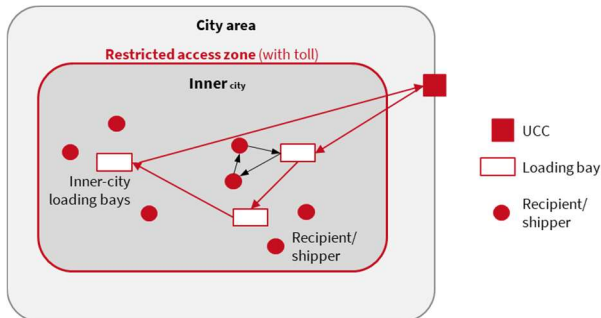 City area
Restricted access zone (with toll)
Inner city
Inner-city
loading bays
Recipient/
shipper
UCC
Loading bay
Recipient/
shipper